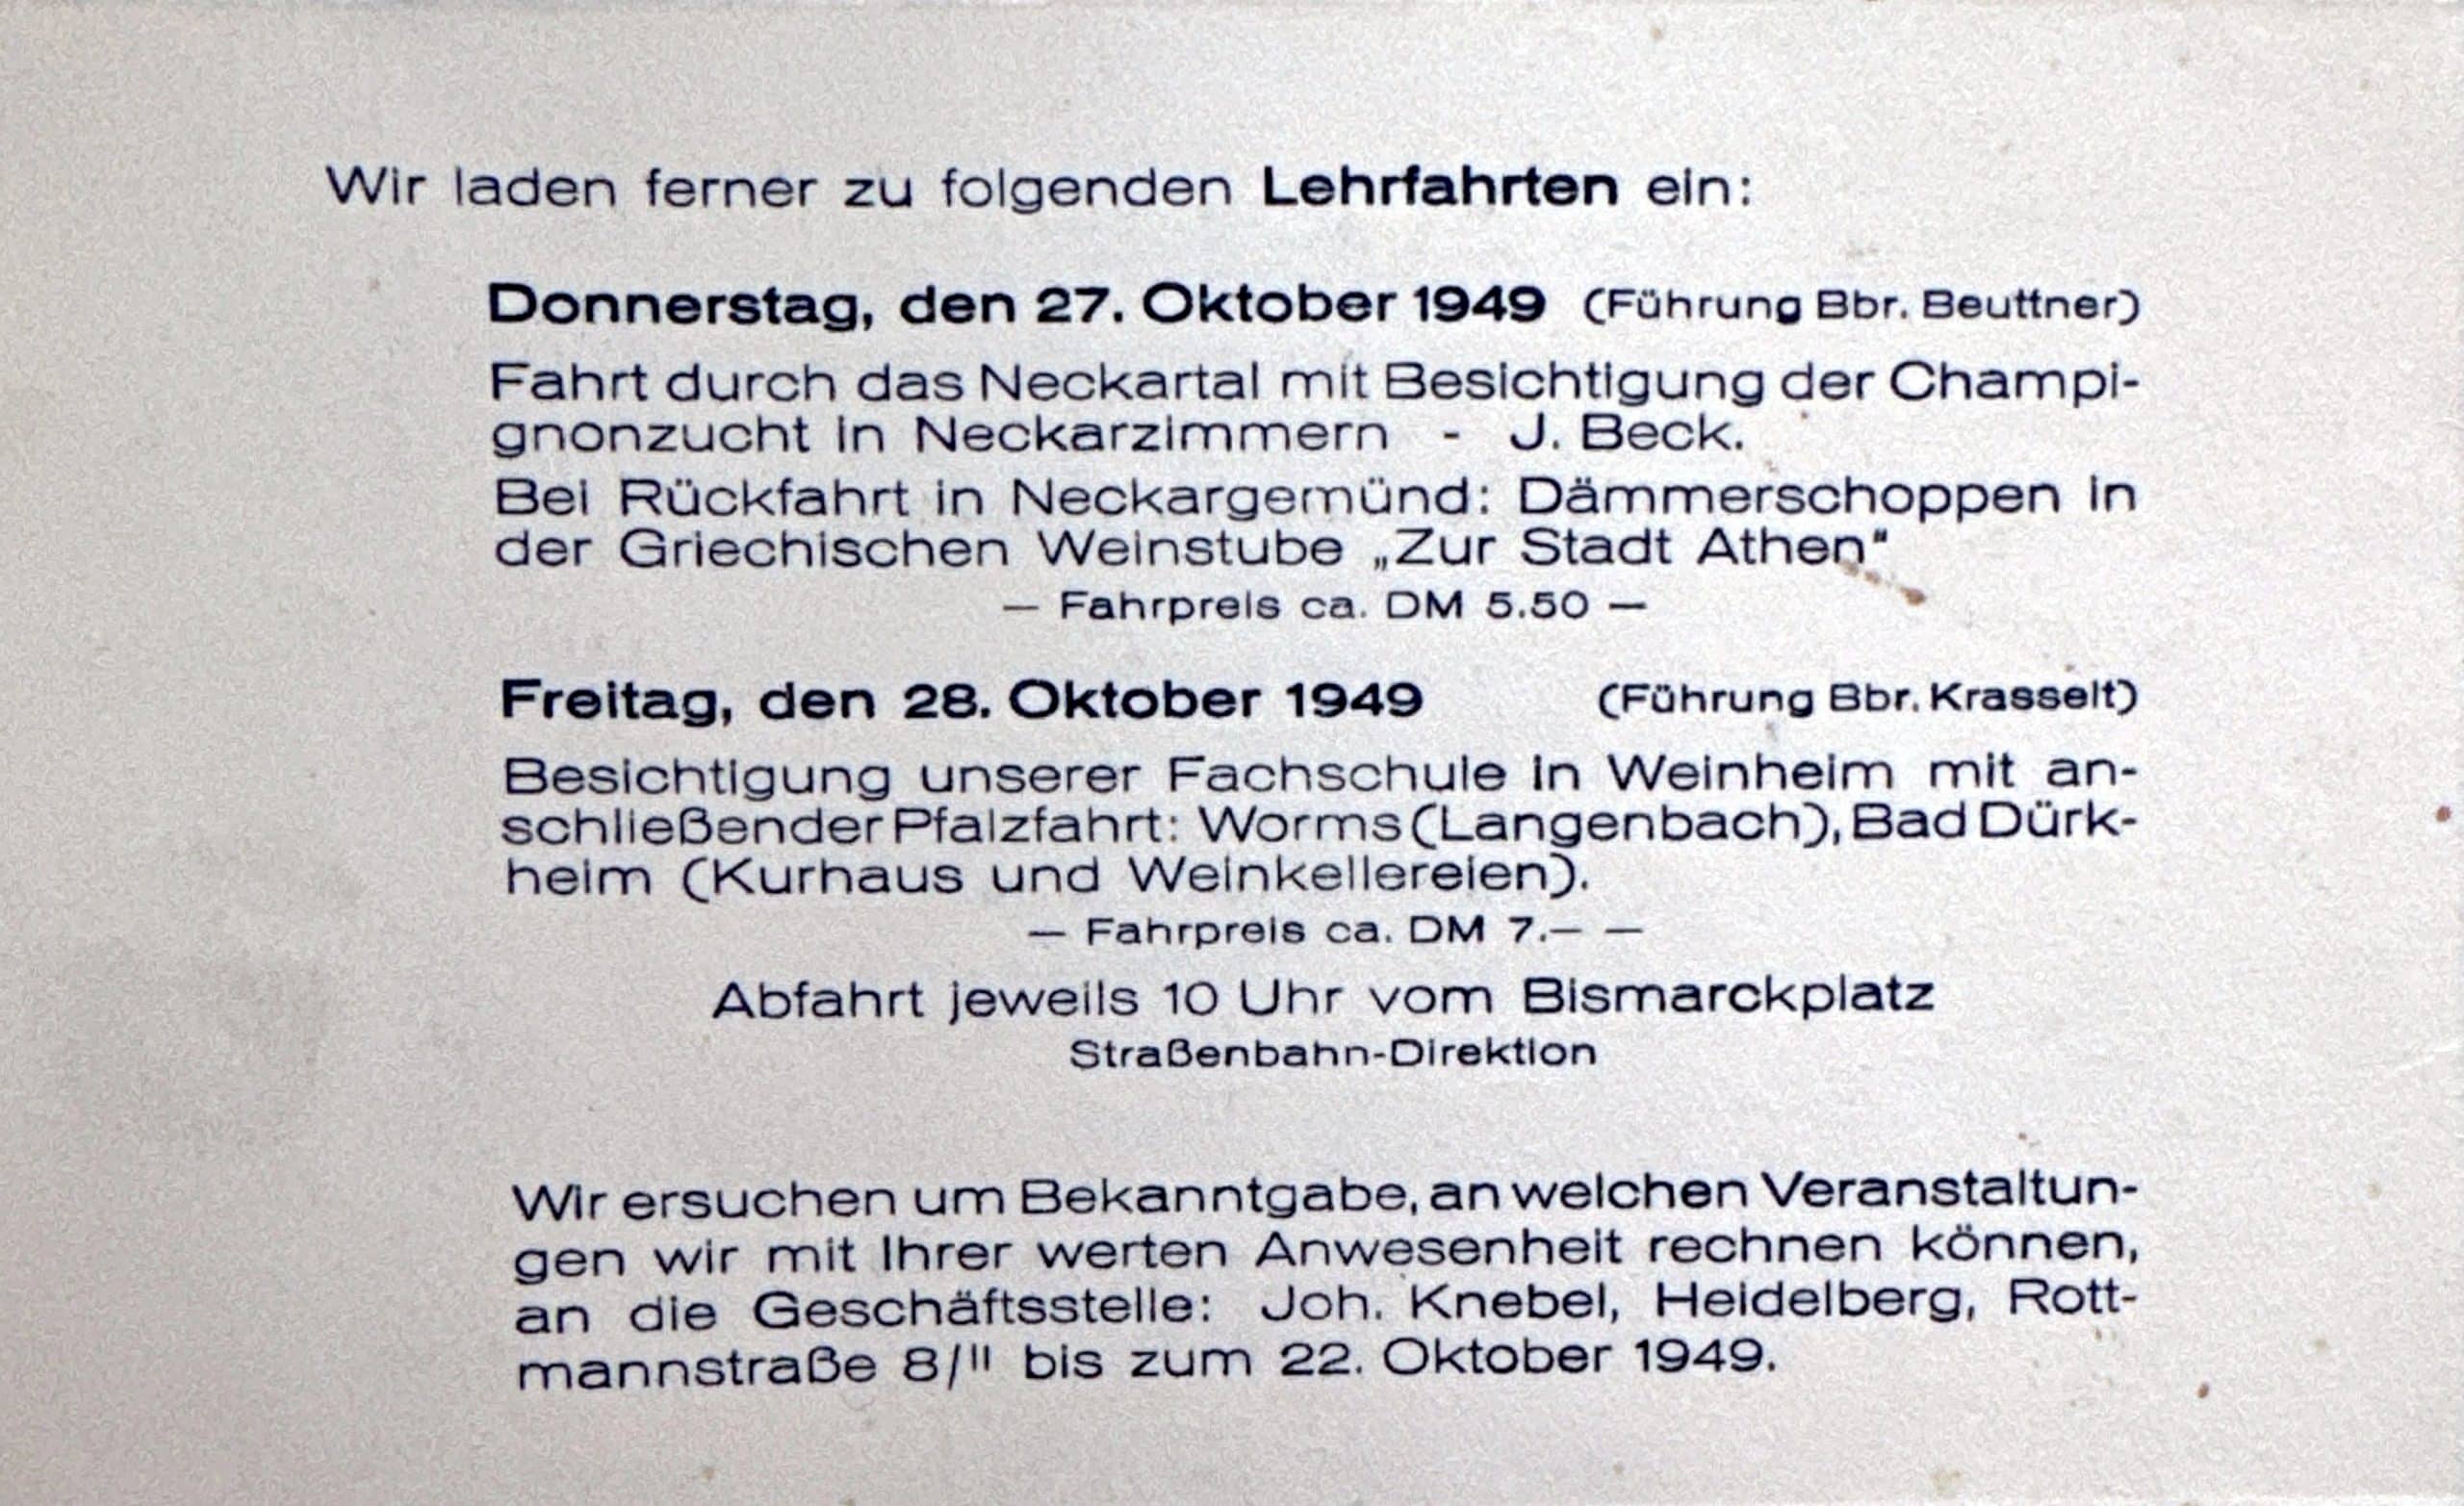 Wir laden ferner zu folgenden Lehrfahrten ein:
Donnerstag, den 27. Oktober 1949 (Führung Bbr. Beuttner)
Fahrt durch das Neckartal mit Besichtigung der Champi-
gnonzucht in Neckarzimmern - J. Beck.
Bei Rückfahrt in Neckargemünd: Dämmerschoppen in
der Griechischen Weinstube „Zur Stadt Athen"
— Fahrpreis ca. DM 5.50 —
Freitag, den 28. Oktober 1949 (Führung Bbr. Krasselt)
Besichtigung unserer Fachschule in Weinheim mit an-
schließender Pfalzfahrt: Worms (Langenbach), Bad Dürk-
heim (Kurhaus und Weinkellereien).
— Fahrpreis ca. DM 7.— —
Abfahrt jeweils 10 Uhr vom Bismarckplatz
Straßenbahn-Direktion
Wir ersuchen um Bekanntgabe, an welchen Veranstaltun-
gen wir mit Ihrer werten Anwesenheit rechnen können,
an die Geschäftsstelle: Joh. Knebel, Heidelberg, Rott-
mannstraße 8/II bis zum 22. Oktober 1949.